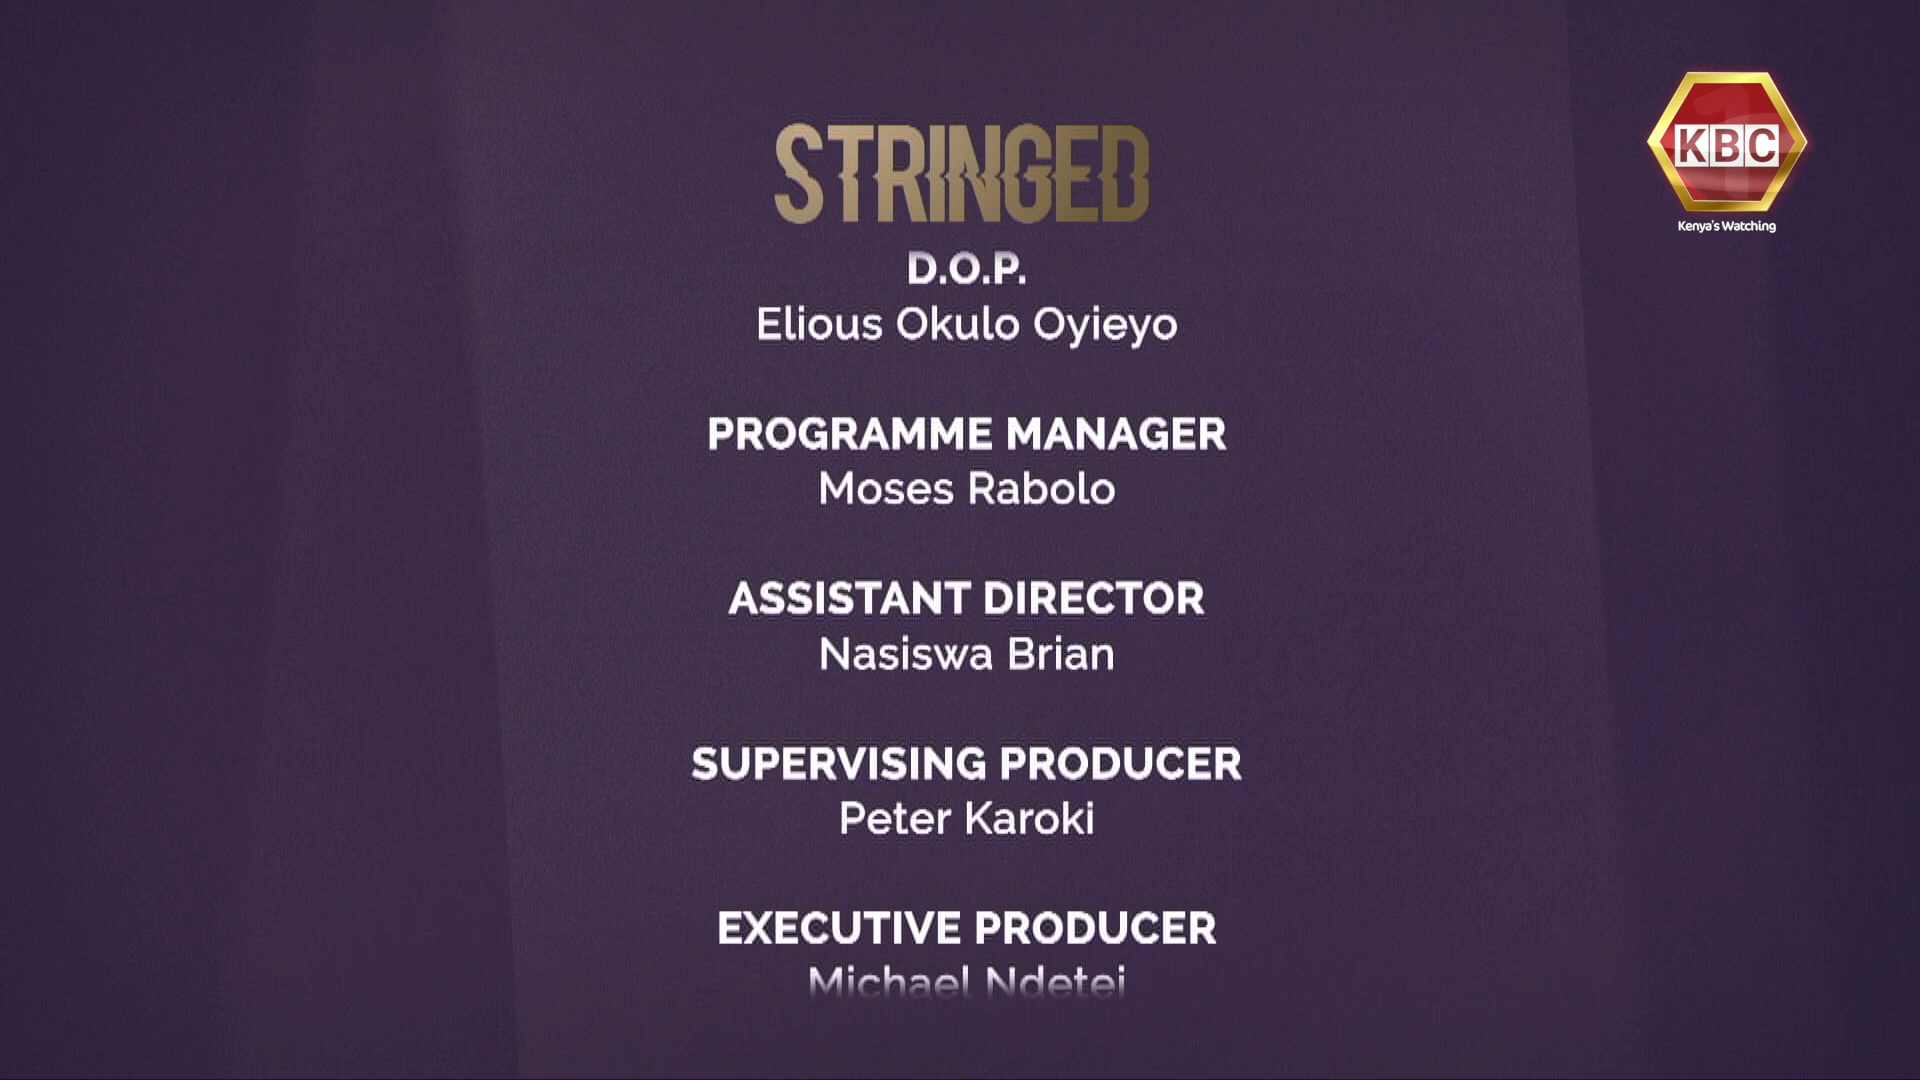 STRINGED
KBC
Kenya's Watching
D.O.P.
Elious Okulo Oyieyo
PROGRAMME MANAGER
Moses Rabolo
ASSISTANT DIRECTOR
Nasiswa Brian
SUPERVISING PRODUCER
Peter Karoki
EXECUTIVE PRODUCER
Michael Ndetei